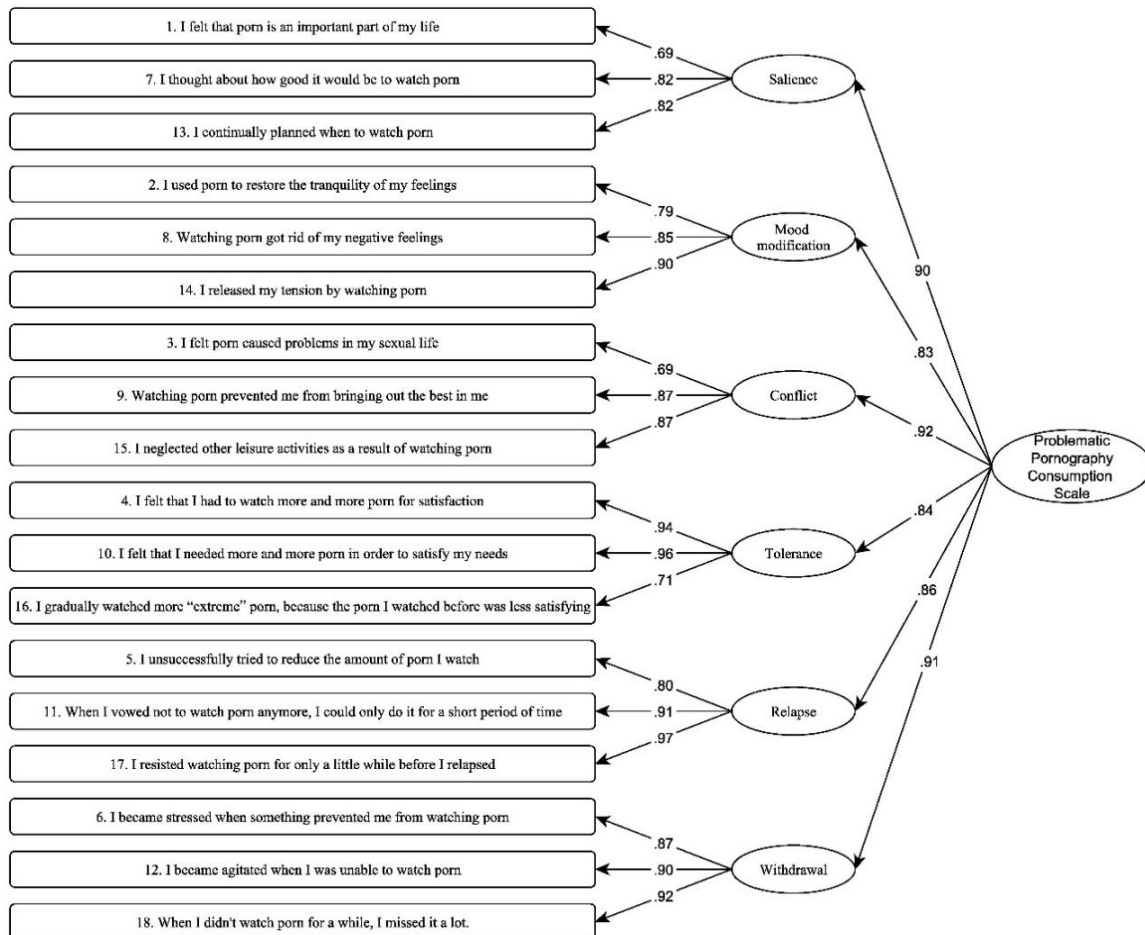 1. I felt that porn is an important part of my life
7. I thought about how good it would be to watch porn
13. I continually planned when to watch porn
.69
.82
.82
Salience
2. I used porn to restore the tranquility of my feelings
8. Watching porn got rid of my negative feelings
14. I released my tension by watching porn
.79
.85
.90
Mood
modification
3. I felt porn caused problems in my sexual life
9. Watching porn prevented me from bringing out the best in me
15. I neglected other leisure activities as a result of watching porn
.69
.87
.87
Conflict
4. I felt that I had to watch more and more porn for satisfaction
10. I felt that I needed more and more porn in order to satisfy my needs
16. I gradually watched more “extreme” porn, because the porn I watched before was less satisfying
.94
.96
.71
Tolerance
5. I unsuccessfully tried to reduce the amount of porn I watch
11. When I vowed not to watch porn anymore, I could only do it for a short period of time
17. I resisted watching porn for only a little while before I relapsed
.80
.91
.97
Relapse
6. I became stressed when something prevented me from watching porn
12. I became agitated when I was unable to watch porn
18. When I didn't watch porn for a while, I missed it a lot.
.87
.90
.92
Withdrawal
.90
.83
.92
.84
.86
.91
Problematic
Pornography
Consumption
Scale